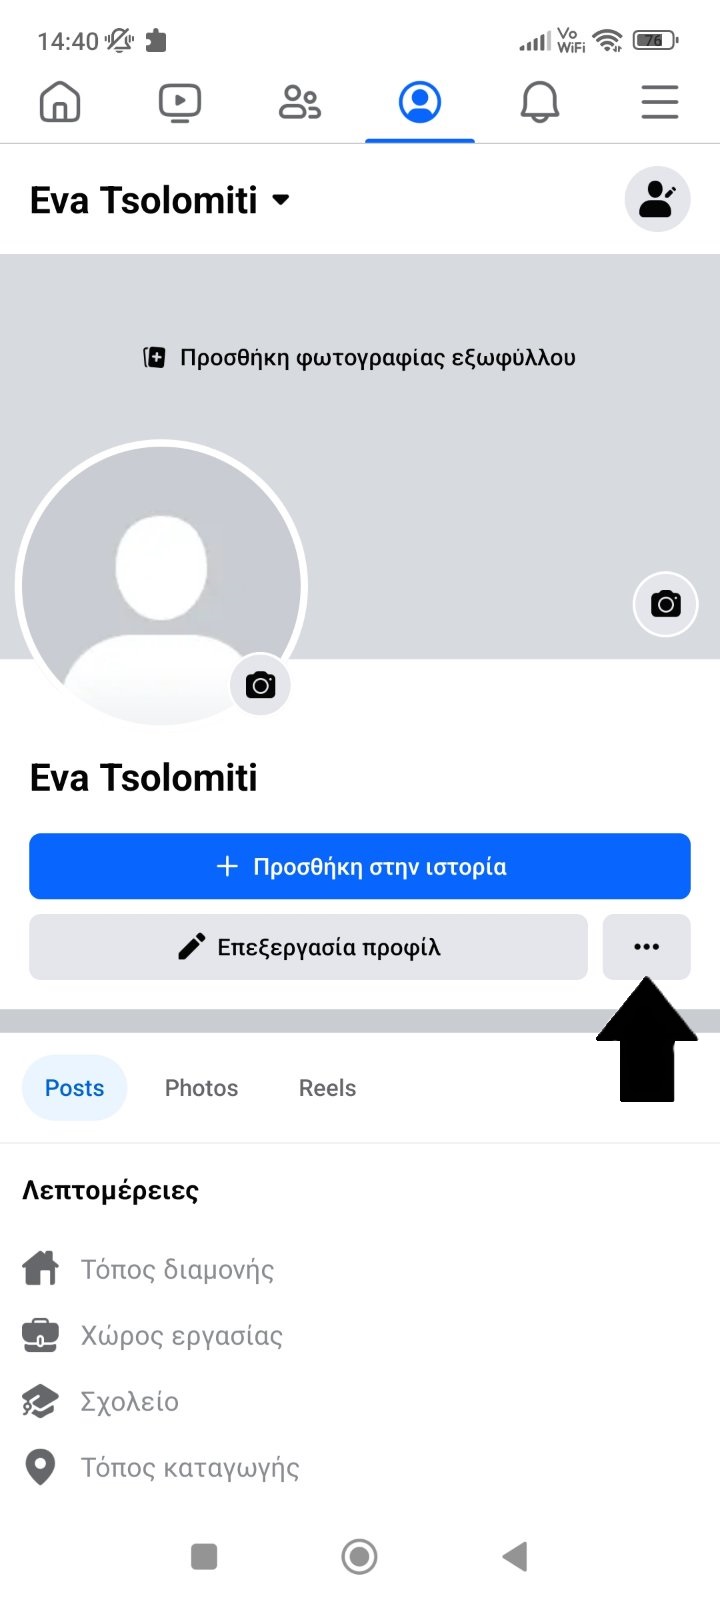 14:40
Vo
WiFi
76
Eva Tsolomiti
Προσθήκη φωτογραφίας εξωφύλλου
Eva Tsolomiti
Προσθήκη στην ιστορία
Επεξεργασία προφίλ
Posts Photos Reels
Λεπτομέρειες
Τόπος διαμονής
Χώρος εργασίας
Σχολείο
Τόπος καταγωγής